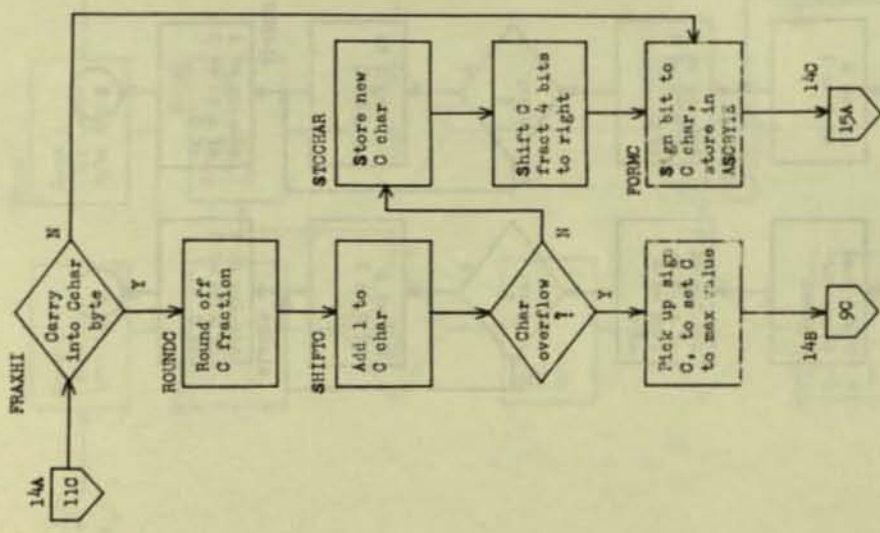 14A
11C
FRAXHI
Carry
into Cchar
byte
N
Y
ROUNDC
Round off
C fraction
SHIFTC
Add 1 to
C char
Char
overflow
?
N
Y
Pick up sign
C, to set C
to max value
14B
9C
STCCHAR
Store new
C char
Shift C
fract 4 bits
to right
FORMC
Sign bit to
C char,
store in
ASCBYTE
14C
15A